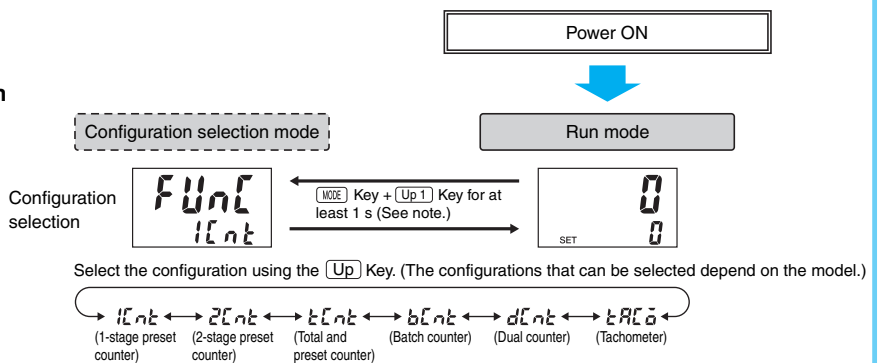 Power ON
n
Configuration selection mode
Run mode
Configuration
selection
FUnC
1Cnt
MODE Key + Up 1 Key for at
least 1 s (See note.)
0
SET 0
Select the configuration using the Up Key. (The configurations that can be selected depend on the model.)
1Cnt 2Cnt tCnt bCnt dCnt tACo
(1-stage preset
counter)
(2-stage preset
counter)
(Total and
preset counter)
(Batch counter)
(Dual counter)
(Tachometer)